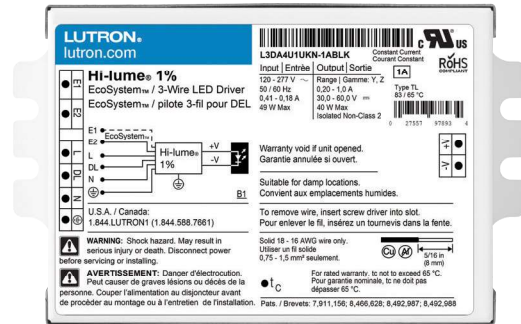 LUTRON®
lutron.com
Hi-lume® 1%
EcoSystem™ / 3-Wire LED Driver
EcoSystem™ / pilote 3-fil pour DEL
E1
E2
L
DL
N
E1
E2
EcoSystem™
L
DL
N
Hi-lume®
1%
+V
-V
B1
U.S.A. / Canada:
1.844.LUTRON1 (1.844.588.7661)
WARNING: Shock hazard. May result in
serious injury or death. Disconnect power
before servicing or installing.
AVERTISSEMENT: Danger d'électrocution.
Peut causer de graves lésions ou décés de la
personne. Couper l'alimentation au disjoncteur avant
de procéder au montage ou à l'entretien de l'installation.
c RU US
L3DA4U1UKN-1ABLK
Constant Current
Courant Constant
Input | Entrée
120 - 277 V ~
50 / 60 Hz
0,41 - 0,18 A
49 W Max
Output | Sortie
Range | Gamme: Y, Z
0,20 - 1,0 A
30,0 - 60,0 V
40 W Max
Isolated Non-Class 2
1A
Type TL
83 / 65 °C
RoHS
COMPLIANT
0 27557 97893 4
+V
-V
Warranty void if unit opened.
Garantie annulée si ouvert.
Suitable for damp locations.
Convient aux emplacements humides.
To remove wire, insert screw driver into slot.
Pour enlever le fil, insérez un tournevis dans la fente.
Solid 18 - 16 AWG wire only.
Utiliser un fil solide
0,75 - 1,5 mm² seulement.
Cu Al
5/16 in
(8 mm)
tc
For rated warranty. tc not to exceed 65 °C.
Pour garantie nominale, tc ne doit pas
dépasser 65 °C.
Pats. / Brevets: 7,911,156; 8,466,628; 8,492,987; 8,492,988